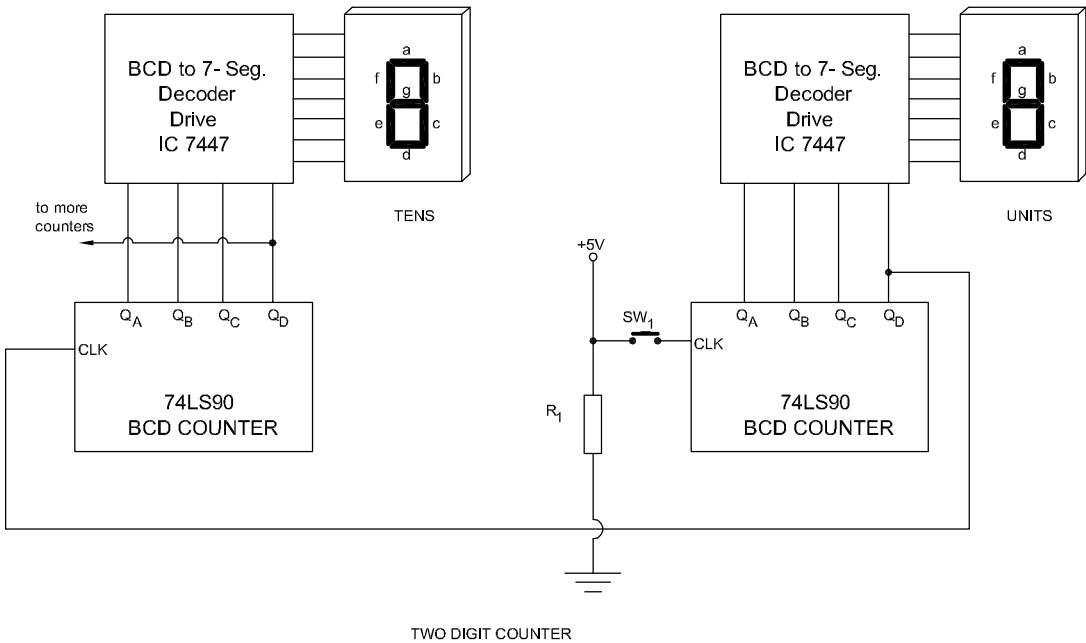 BCD to 7- Seg.
Decoder
Drive
IC 7447
a
f
b
g
e
c
d
TENS
to more
counters
QA QB QC QD
CLK
74LS90
BCD COUNTER
BCD to 7- Seg.
Decoder
Drive
IC 7447
a
f
b
g
e
c
d
UNITS
+5V
SW1
R1
QA QB QC QD
CLK
74LS90
BCD COUNTER
TWO DIGIT COUNTER